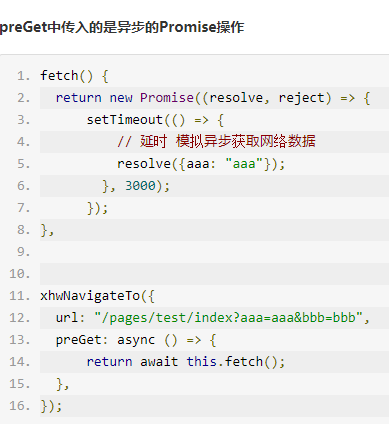 preGet中传入的是异步的Promise操作
1. fetch() {
2.   return new Promise((resolve, reject) => {
3.       setTimeout(() => {
4.           // 延时 模拟异步获取网络数据
5.           resolve({aaa: "aaa"});
6.         }, 3000);
7.       });
8. },
9.
10.
11. xhwNavigateTo({
12.   url: "/pages/test/index?aaa=aaa&bbb=bbb",
13.   preGet: async () => {
14.       return await this.fetch();
15.   },
16. });